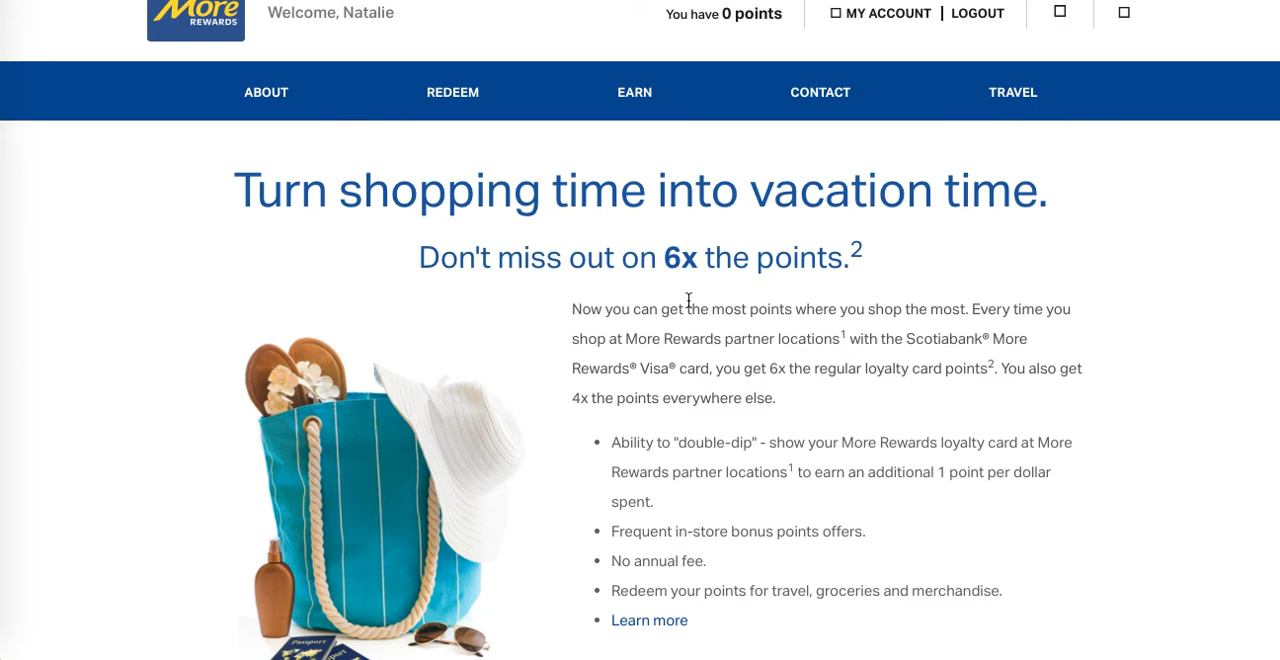 More
REWARDS
Welcome, Natalie
You have 0 points
MY ACCOUNT | LOGOUT
ABOUT
REDEEM
EARN
CONTACT
TRAVEL
Turn shopping time into vacation time.
Don't miss out on 6x the points.2
Now you can get the most points where you shop the most. Every time you
shop at More Rewards partner locations1 with the Scotiabank® More
Rewards® Visa® card, you get 6x the regular loyalty card points2. You also get
4x the points everywhere else.
• Ability to "double-dip" - show your More Rewards loyalty card at More
Rewards partner locations1 to earn an additional 1 point per dollar
spent.
• Frequent in-store bonus points offers.
• No annual fee.
• Redeem your points for travel, groceries and merchandise.
• Learn more
Passport